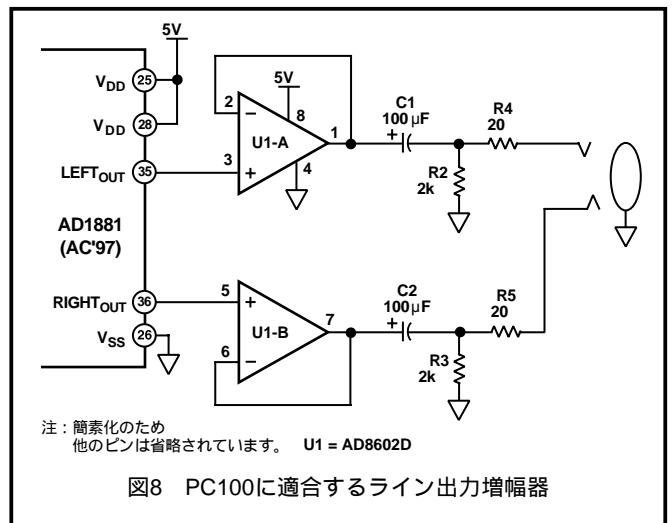 5V
VDD 25
VDD 28
LEFTOUT 35
AD1881
(AC'97)
RIGHTOUT 36
VSS 26
5V
2
8
1
U1-A
3
4
C1
100μF
R4
20
R2
2k
5
7
U1-B
6
C2
100μF
R5
20
R3
2k
注：簡素化のため
他のピンは省略されています。 U1 = AD8602D
図8 PC100に適合するライン出力増幅器